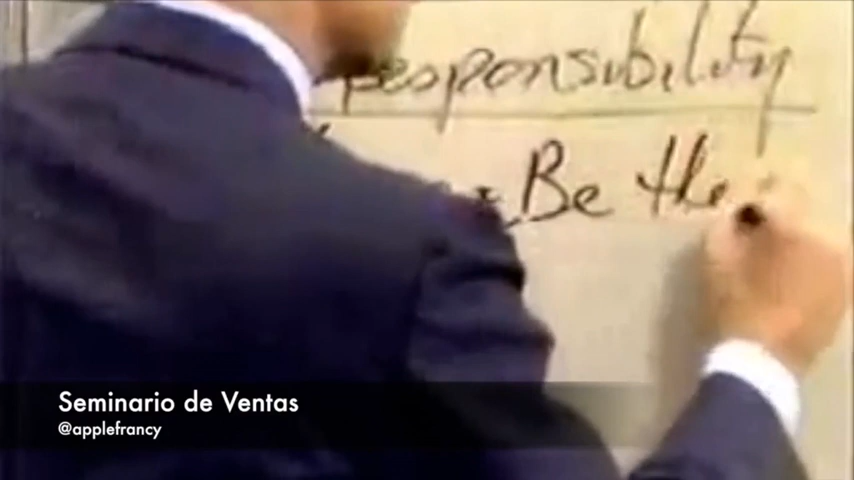 Responsibility
Be the
Seminario de Ventas
@applefrancy